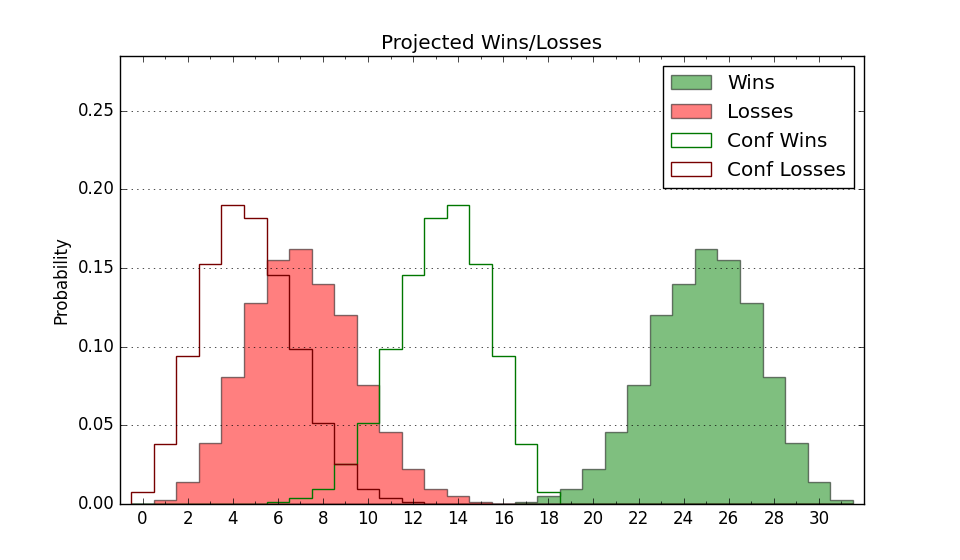 Projected Wins/Losses
Wins
Losses
Conf Wins
Conf Losses
Probability
0.25
0.20
0.15
0.10
0.05
0.00
0 2 4 6 8 10 12 14 16 18 20 22 24 26 28 30